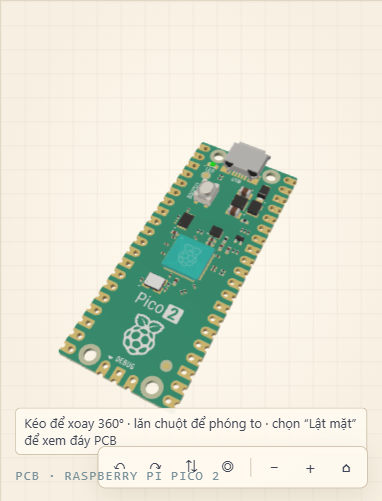 Pico 2
DEBUG
Kéo để xoay 360° · lăn chuột để phóng to · chọn “Lật mặt”
để xem đáy PCB
PCB · RASPBERRY PI PICO 2